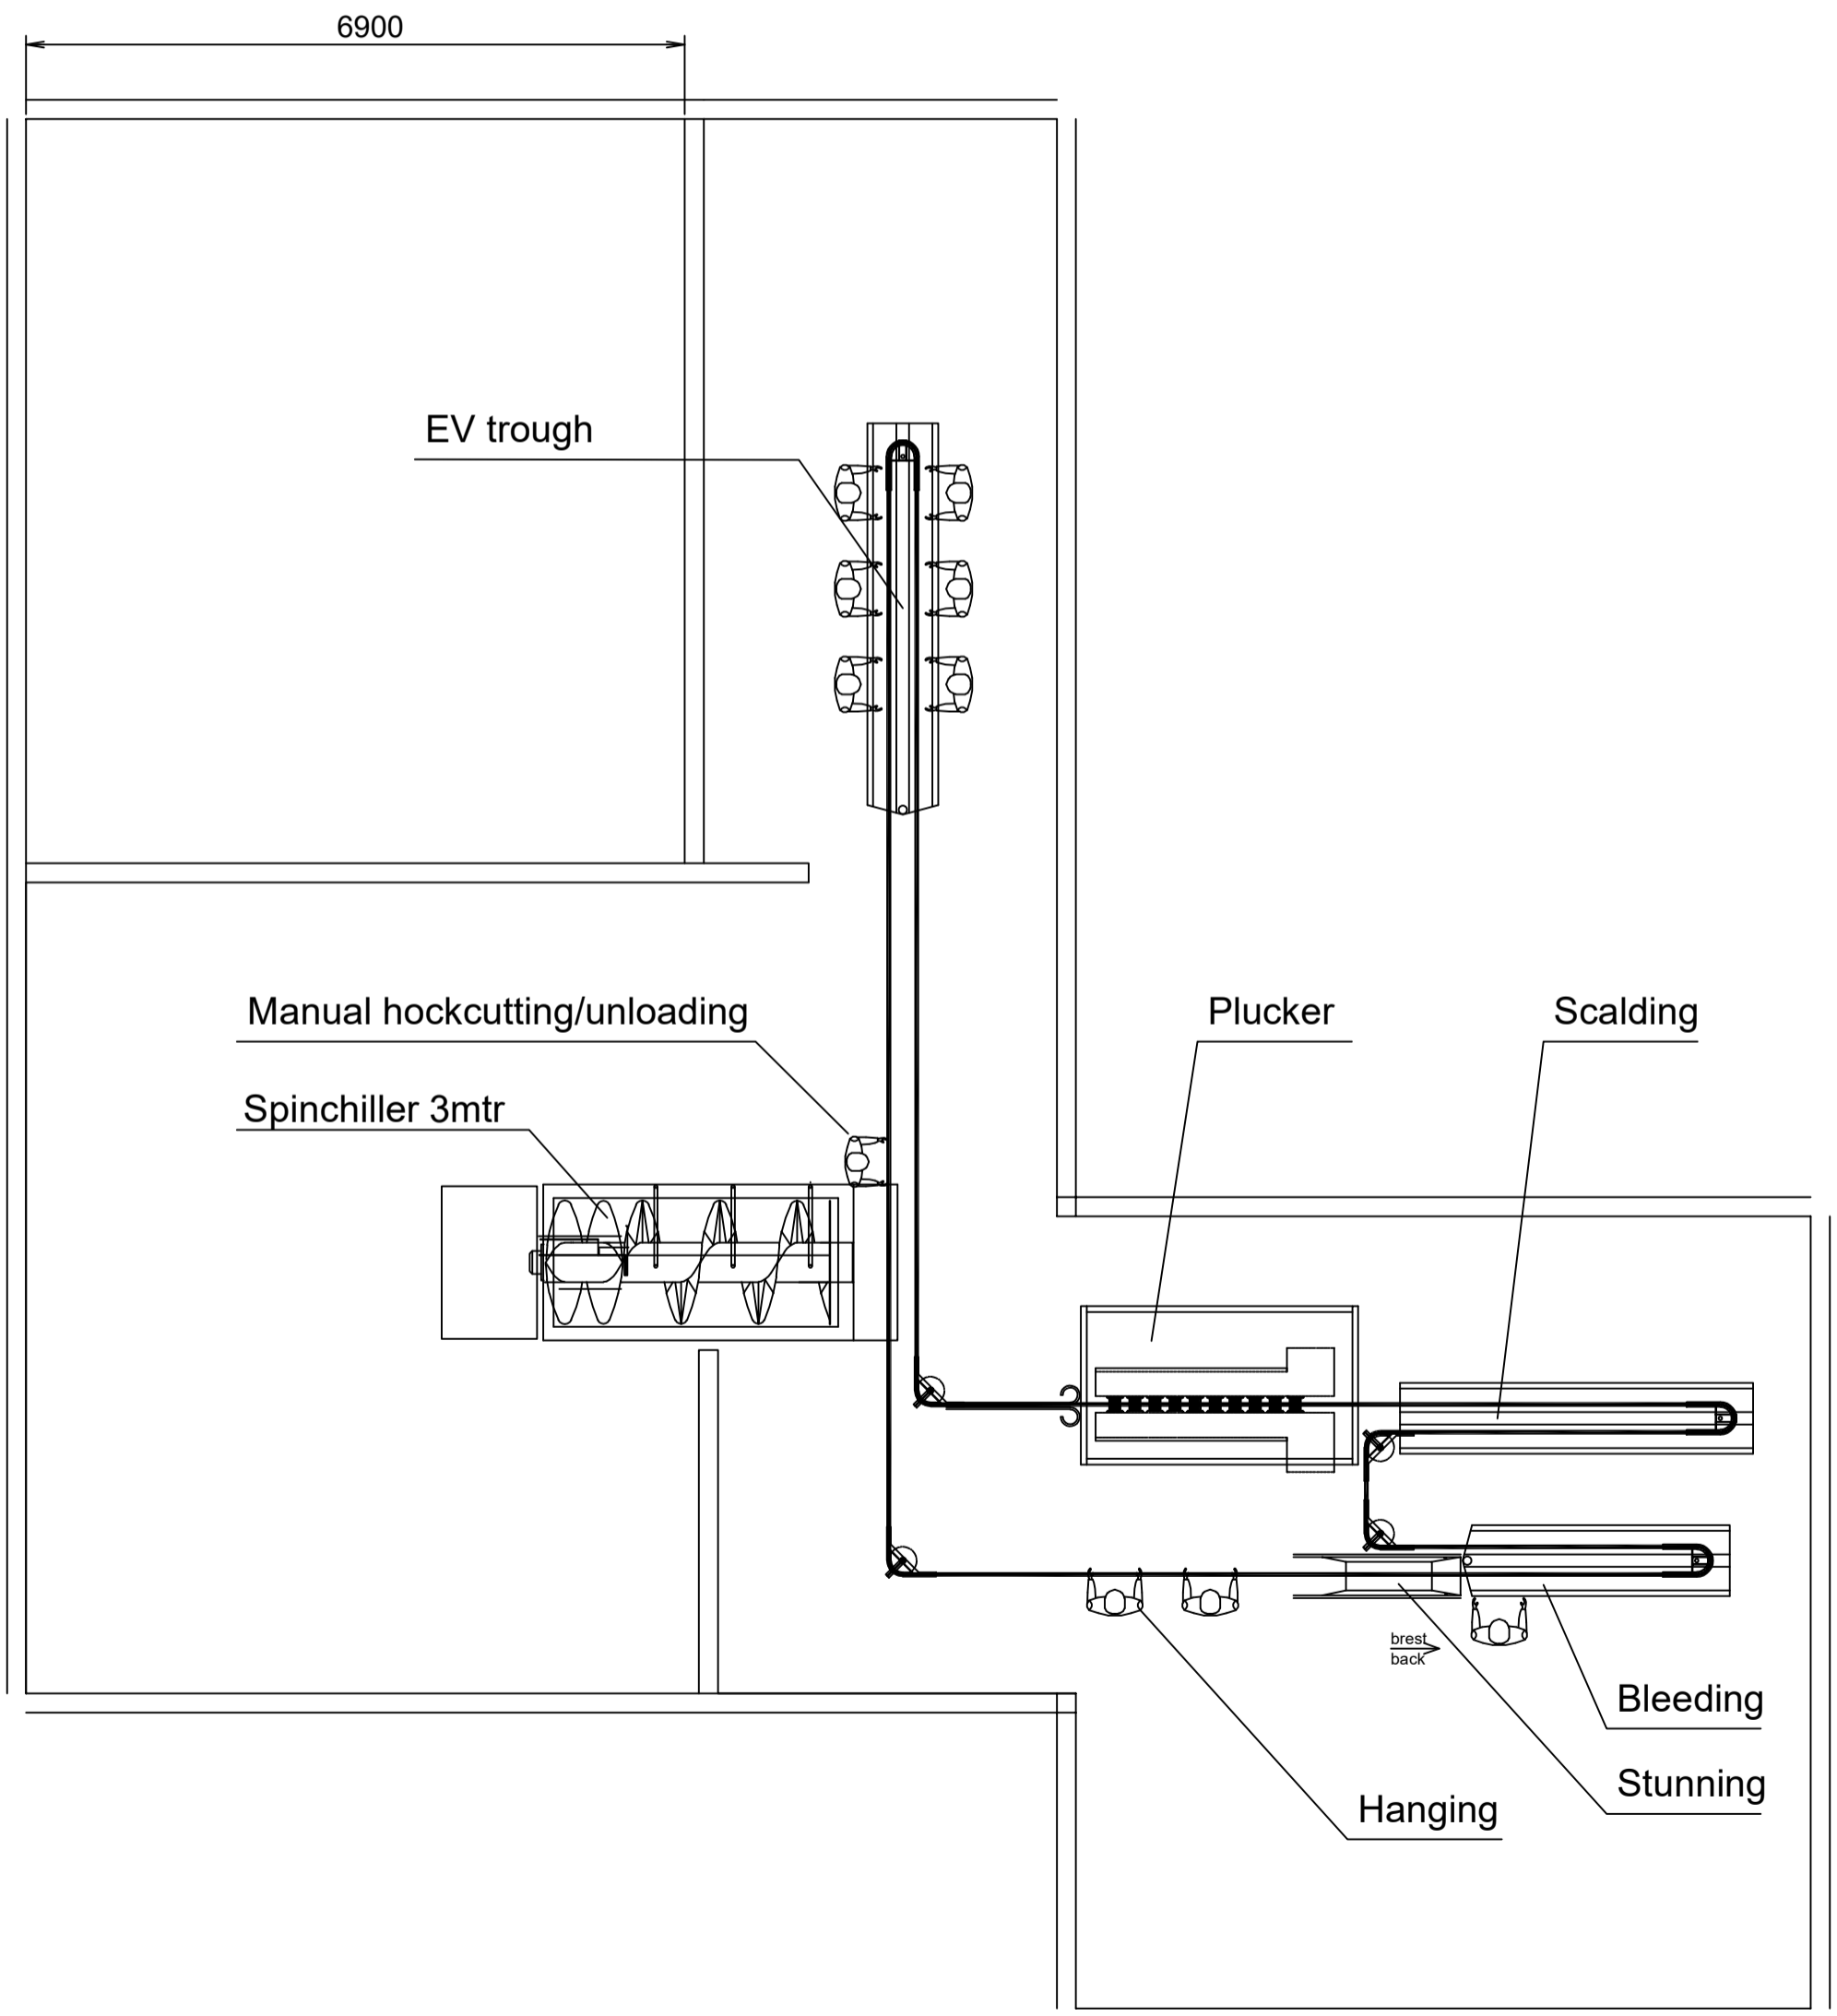 6900
EV trough
Manual hockcutting/unloading
Plucker
Scalding
Spinchiller 3mtr
brest
back
Bleeding
Stunning
Hanging